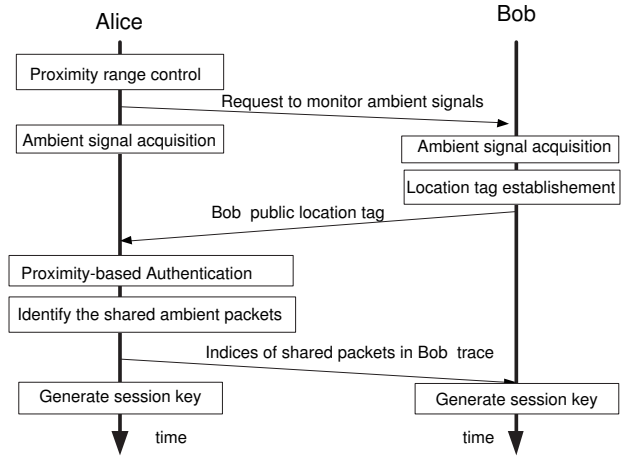 Alice
Bob
Proximity range control
Request to monitor ambient signals
Ambient signal acquisition
Ambient signal acquisition
Location tag establishement
Bob public location tag
Proximity-based Authentication
Identify the shared ambient packets
Indices of shared packets in Bob trace
Generate session key
Generate session key
time
time